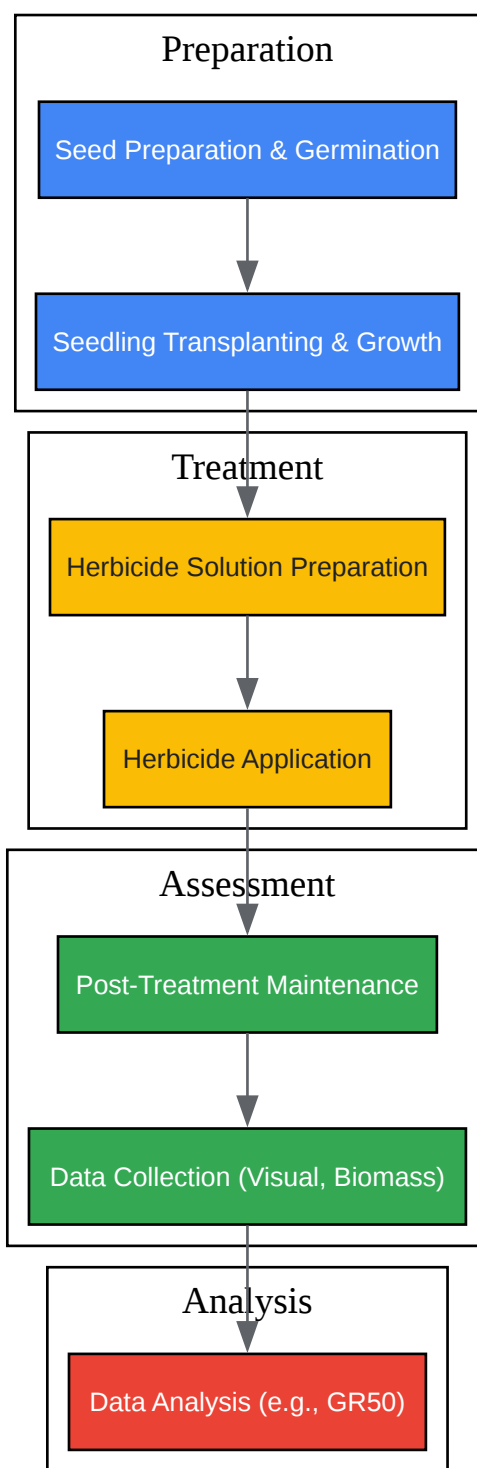 Preparation
Seed Preparation & Germination
Seedling Transplanting & Growth
Treatment
Herbicide Solution Preparation
Herbicide Application
Assessment
Post-Treatment Maintenance
Data Collection (Visual, Biomass)
Analysis
Data Analysis (e.g., GR50)